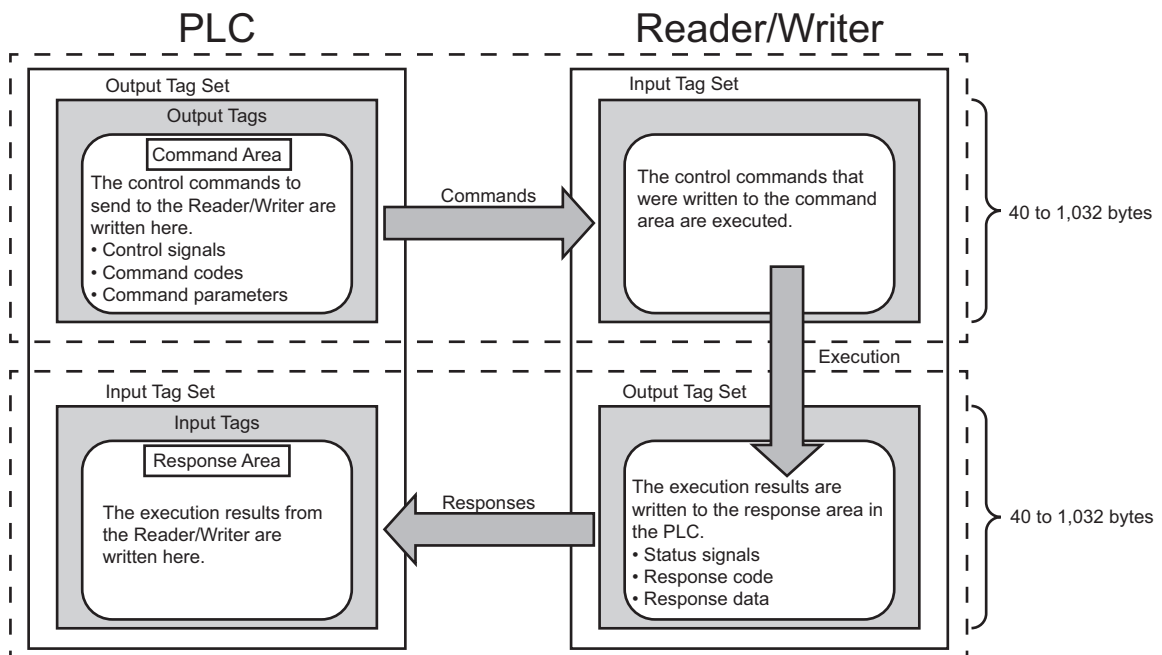 PLC
Reader/Writer
Output Tag Set
Output Tags
Command Area
The control commands to
send to the Reader/Writer are
written here.
• Control signals
• Command codes
• Command parameters
Commands
Input Tag Set
The control commands that
were written to the command
area are executed.
40 to 1,032 bytes
Execution
Input Tag Set
Input Tags
Response Area
The execution results from
the Reader/Writer are
written here.
Responses
Output Tag Set
The execution results are
written to the response area in
the PLC.
• Status signals
• Response code
• Response data
40 to 1,032 bytes